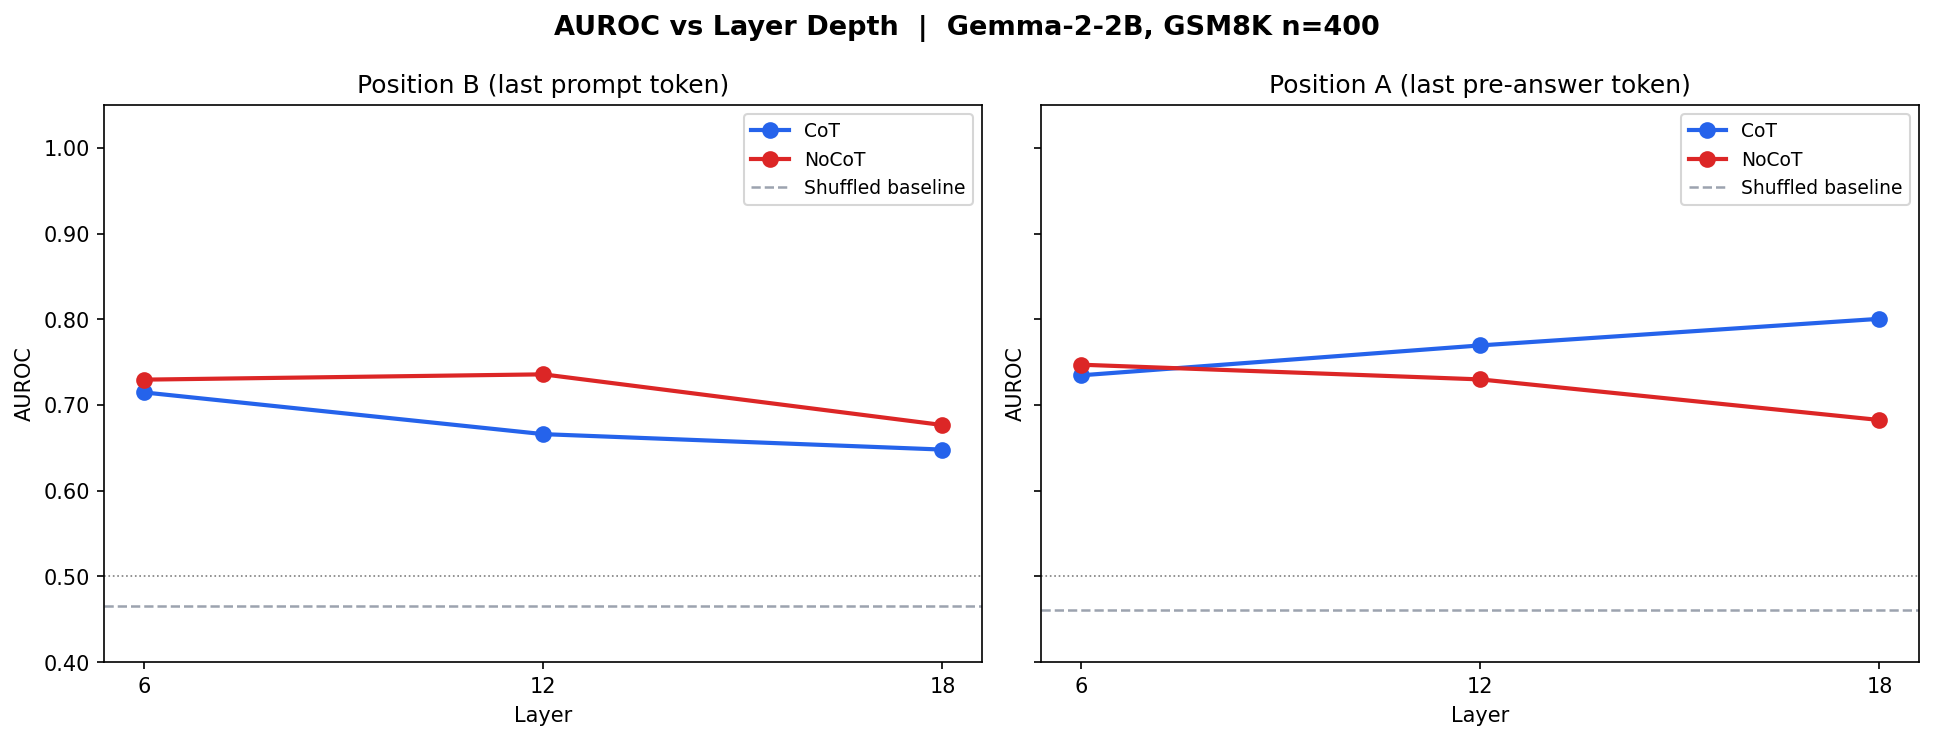 AUROC vs Layer Depth | Gemma-2-2B, GSM8K n=400
Position B (last prompt token)
CoT
NoCoT
Shuffled baseline
AUROC
1.00
0.90
0.80
0.70
0.60
0.50
0.40
6
12
18
Layer
Position A (last pre-answer token)
CoT
NoCoT
Shuffled baseline
AUROC
6
12
18
Layer